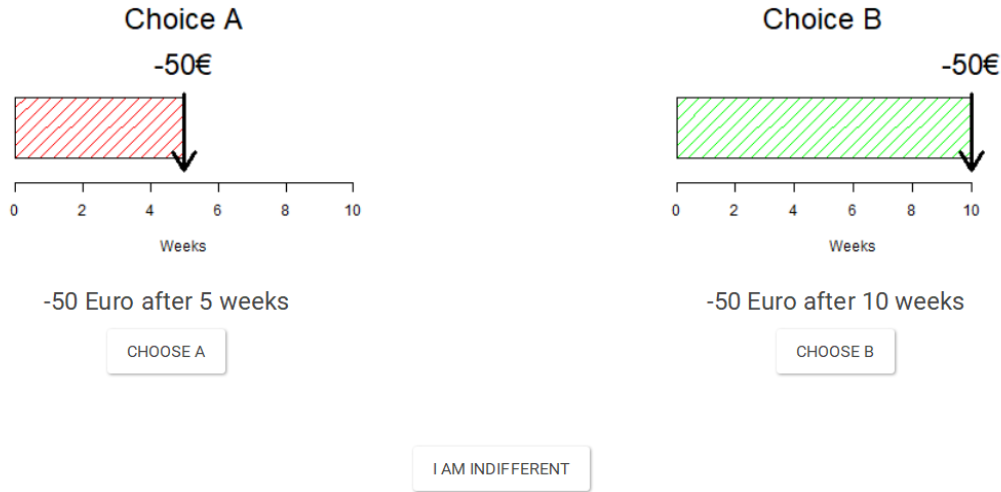 Choice A
Choice B
-50€
-50€
0 2 4 6 8 10
0 2 4 6 8 10
Weeks
Weeks
-50 Euro after 5 weeks
-50 Euro after 10 weeks
CHOOSE A
CHOOSE B
I AM INDIFFERENT